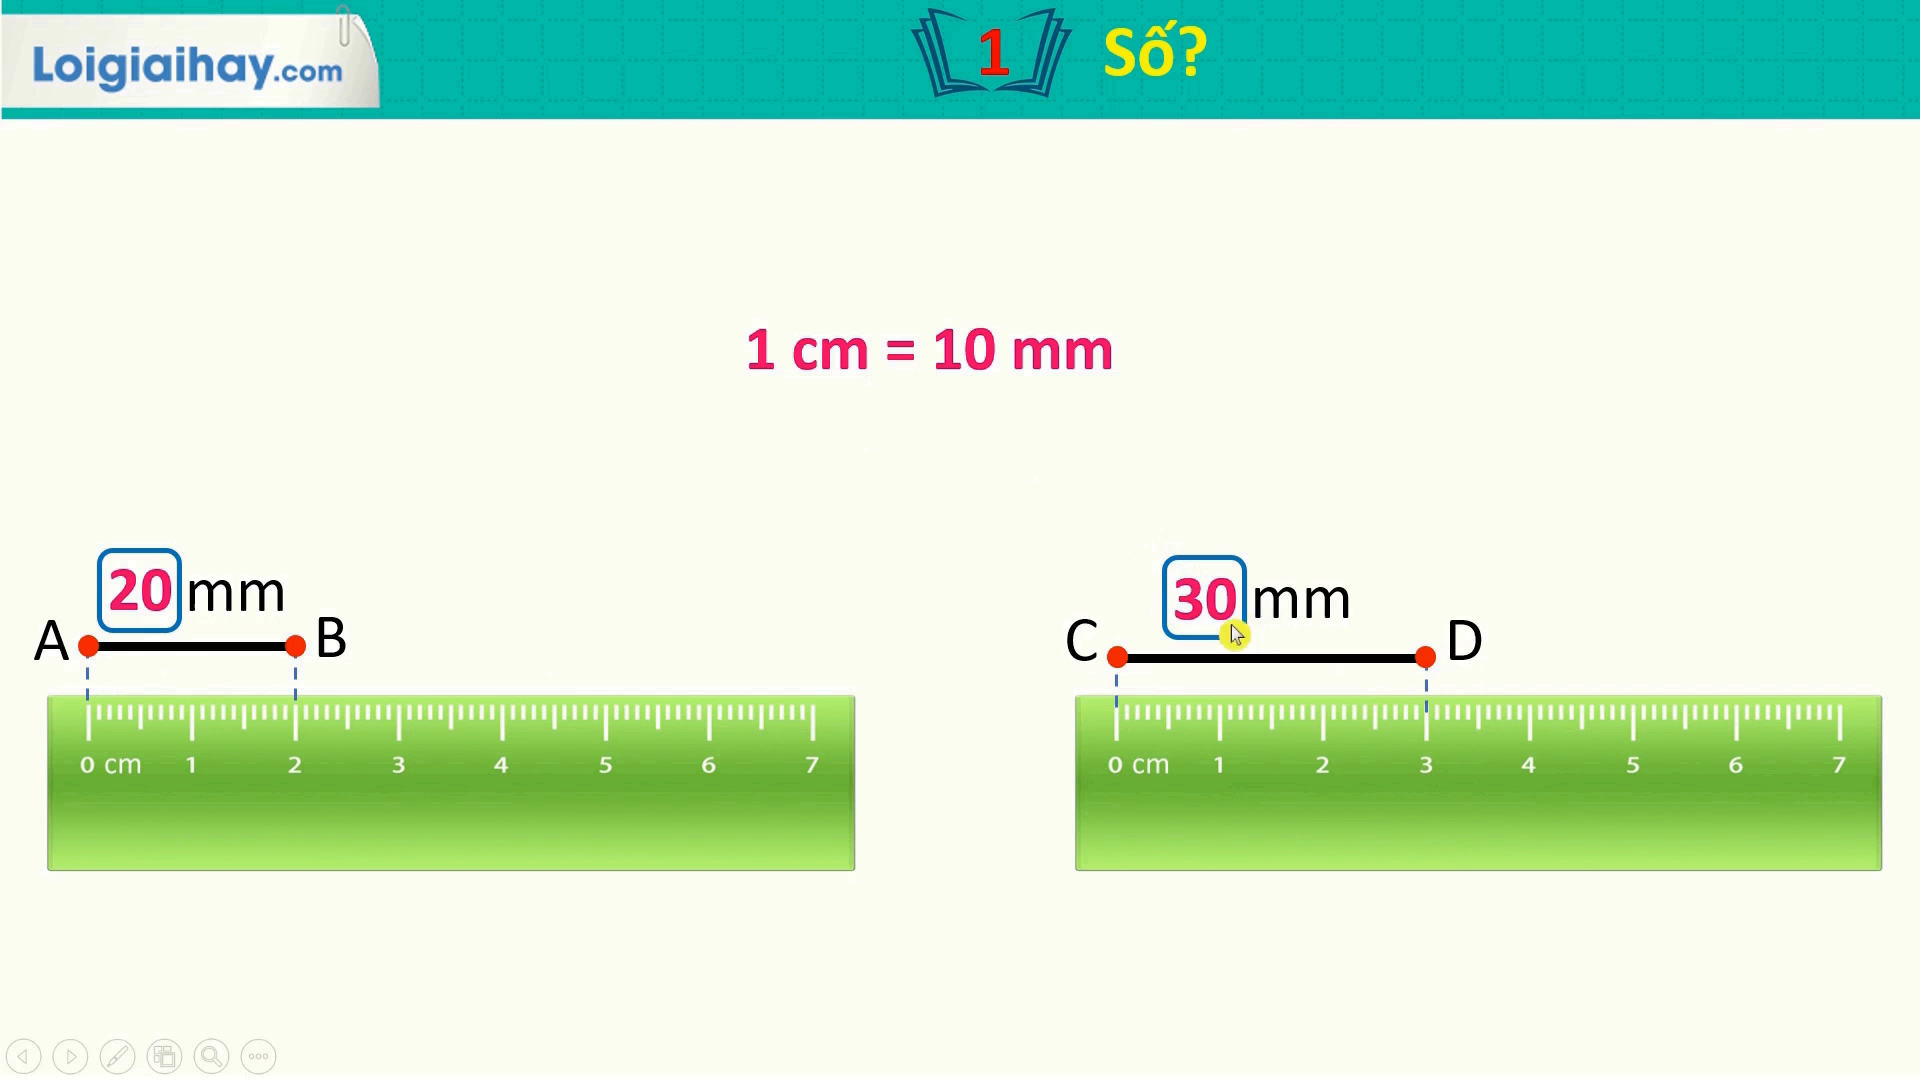 Loigiaihay.com
1 Số?
1 cm = 10 mm
20 mm
A B
30 mm
C D
0 cm 1 2 3 4 5 6 7
0 cm 1 2 3 4 5 6 7